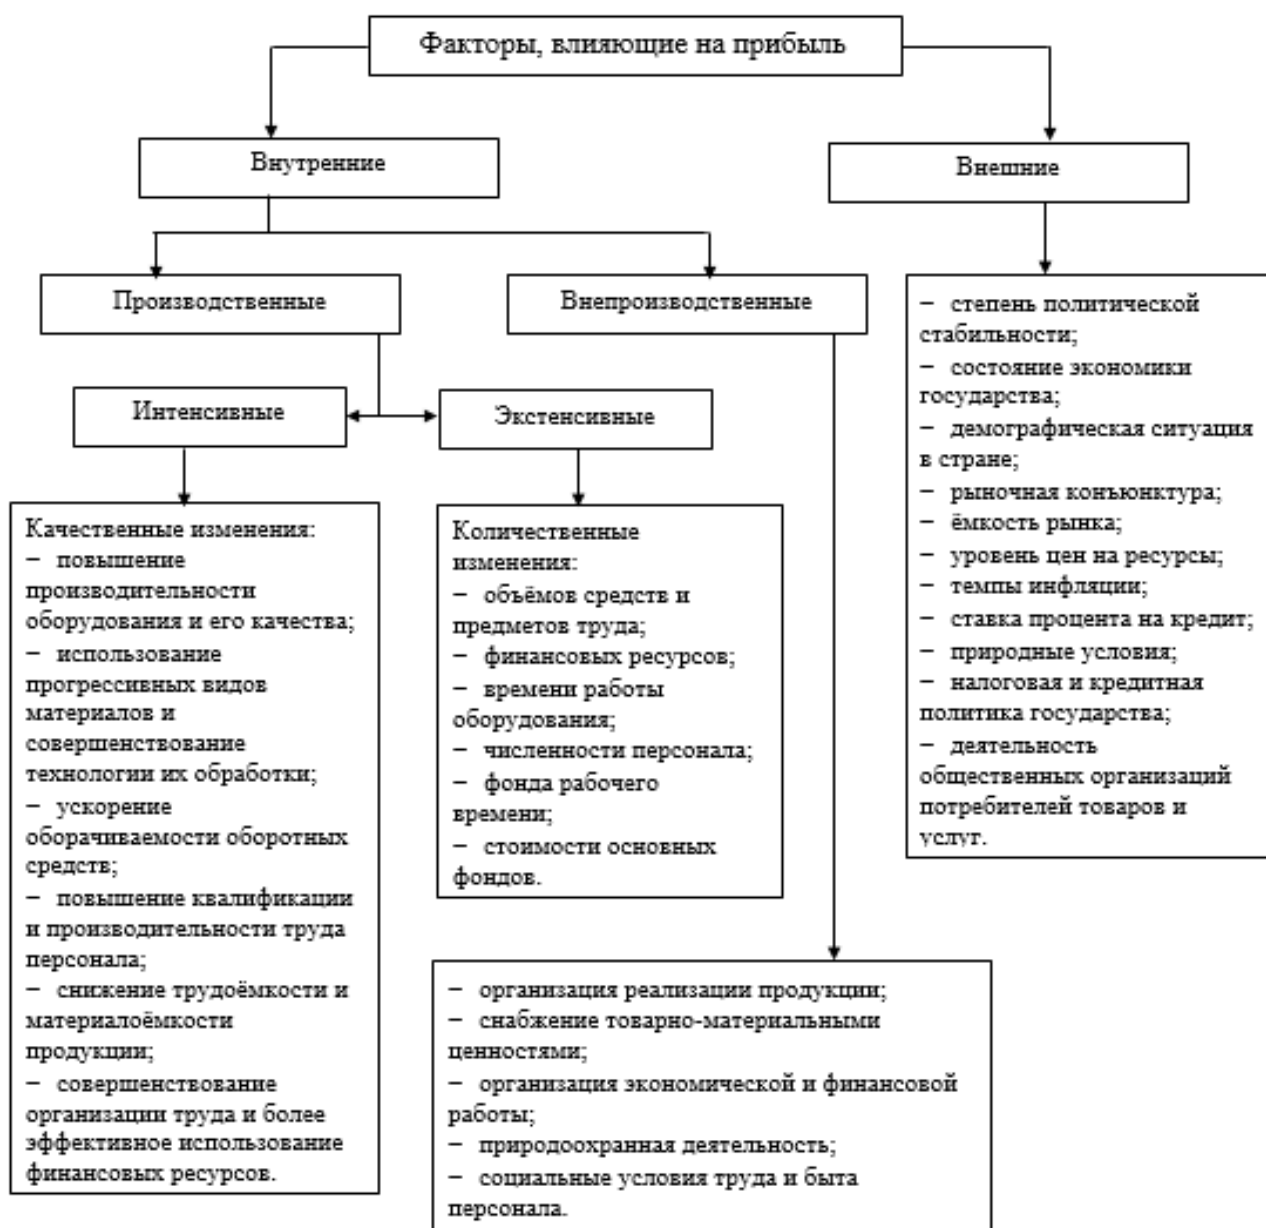 Факторы, влияющие на прибыль
Внутренние
Внешние
Производственные
Внепроизводственные
Интенсивные
Экстенсивные
Качественные изменения:
– повышение
производительности
оборудования и его качества;
– использование
прогрессивных видов
материалов и
совершенствование
технологии их обработки;
– ускорение
оборачиваемости оборотных
средств;
– повышение квалификации
и производительности труда
персонала;
– снижение трудоёмкости и
материалоёмкости
продукции;
– совершенствование
организации труда и более
эффективное использование
финансовых ресурсов.
Количественные
изменения:
– объёмов средств и
предметов труда;
– финансовых ресурсов;
– времени работы
оборудования;
– численности персонала;
– фонда рабочего
времени;
– стоимости основных
фондов.
– организация реализации продукции;
– снабжение товарно-материальными
ценностями;
– организация экономической и финансовой
работы;
– природоохранная деятельность;
– социальные условия труда и быта
персонала.
– степень политической
стабильности;
– состояние экономики
государства;
– демографическая ситуация
в стране;
– рыночная конъюнктура;
– ёмкость рынка;
– уровень цен на ресурсы;
– темпы инфляции;
– ставка процента на кредит;
– природные условия;
– налоговая и кредитная
политика государства;
– деятельность
общественных организаций
потребителей товаров и
услуг.